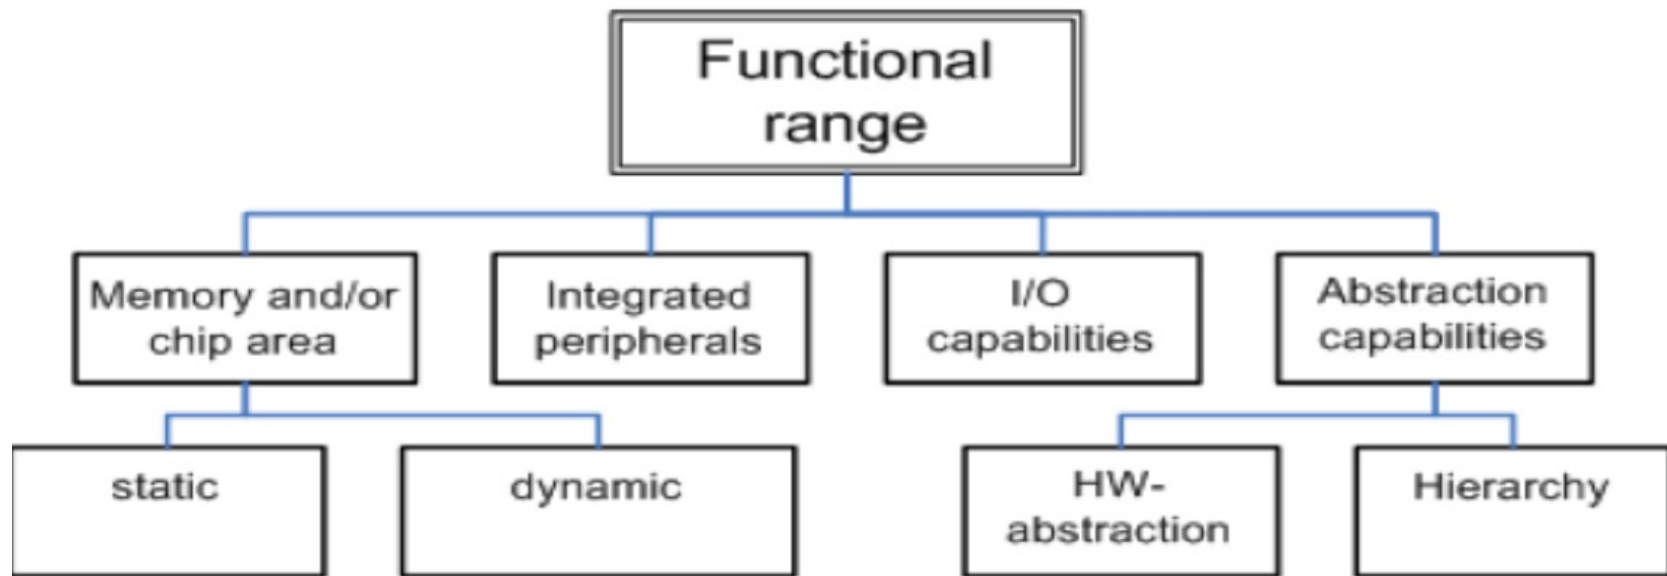 Functional
range
Memory and/or
chip area
Integrated
peripherals
I/O
capabilities
Abstraction
capabilities
static
dynamic
HW-
abstraction
Hierarchy